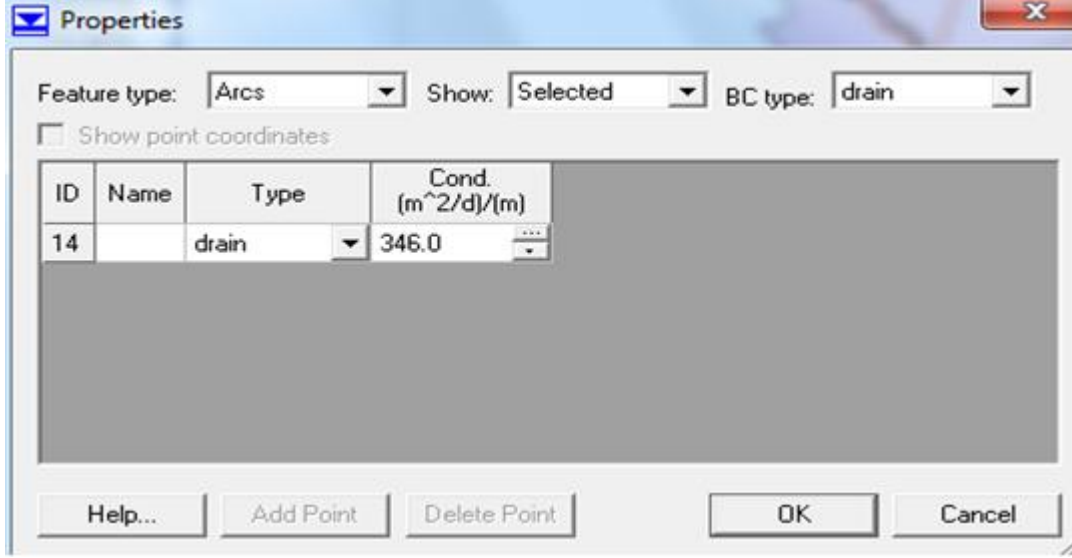 Properties
Feature type: Arcs Show: Selected BC type: drain
Show point coordinates
ID Name Type Cond. (m^2/d)/(m)
14 drain 346.0 ...
Help... Add Point Delete Point OK Cancel